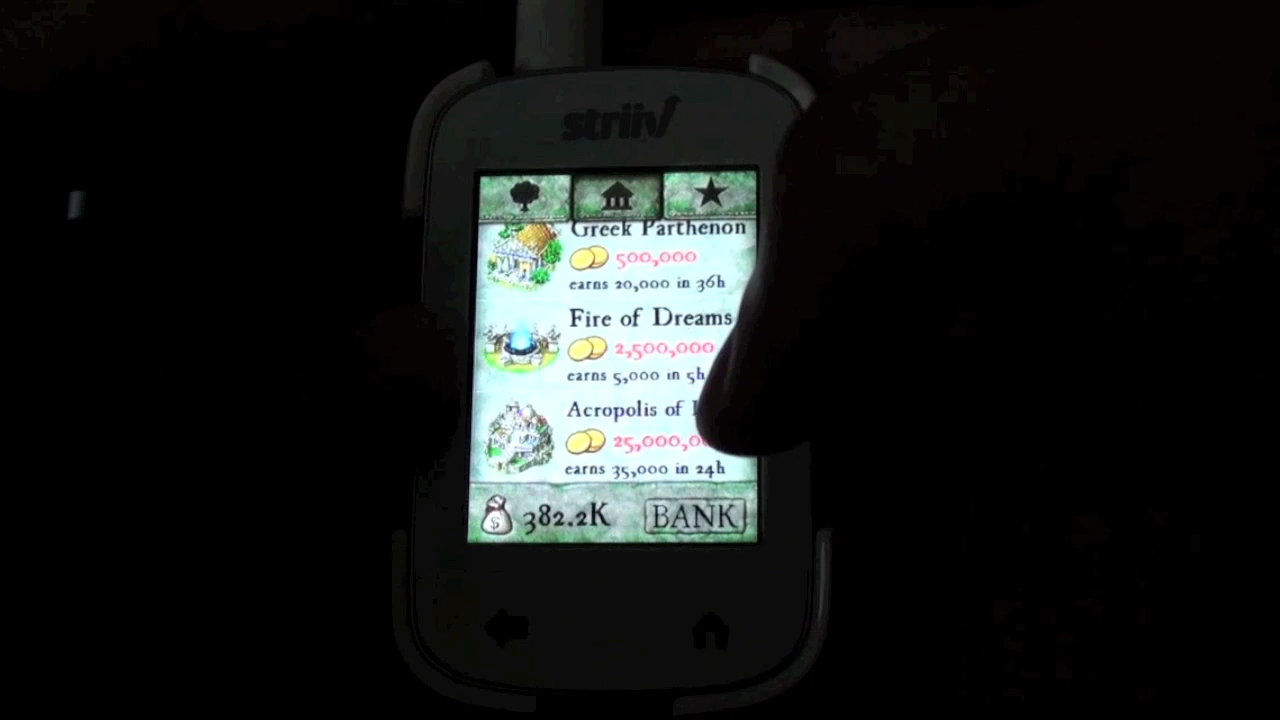 striiv
Greek Parthenon
500,000
earns 20,000 in 36h
Fire of Dreams
2,500,000
earns 5,000 in 5h
Acropolis of
25,000,0
earns 35,000 in 24h
$ 382.2K BANK